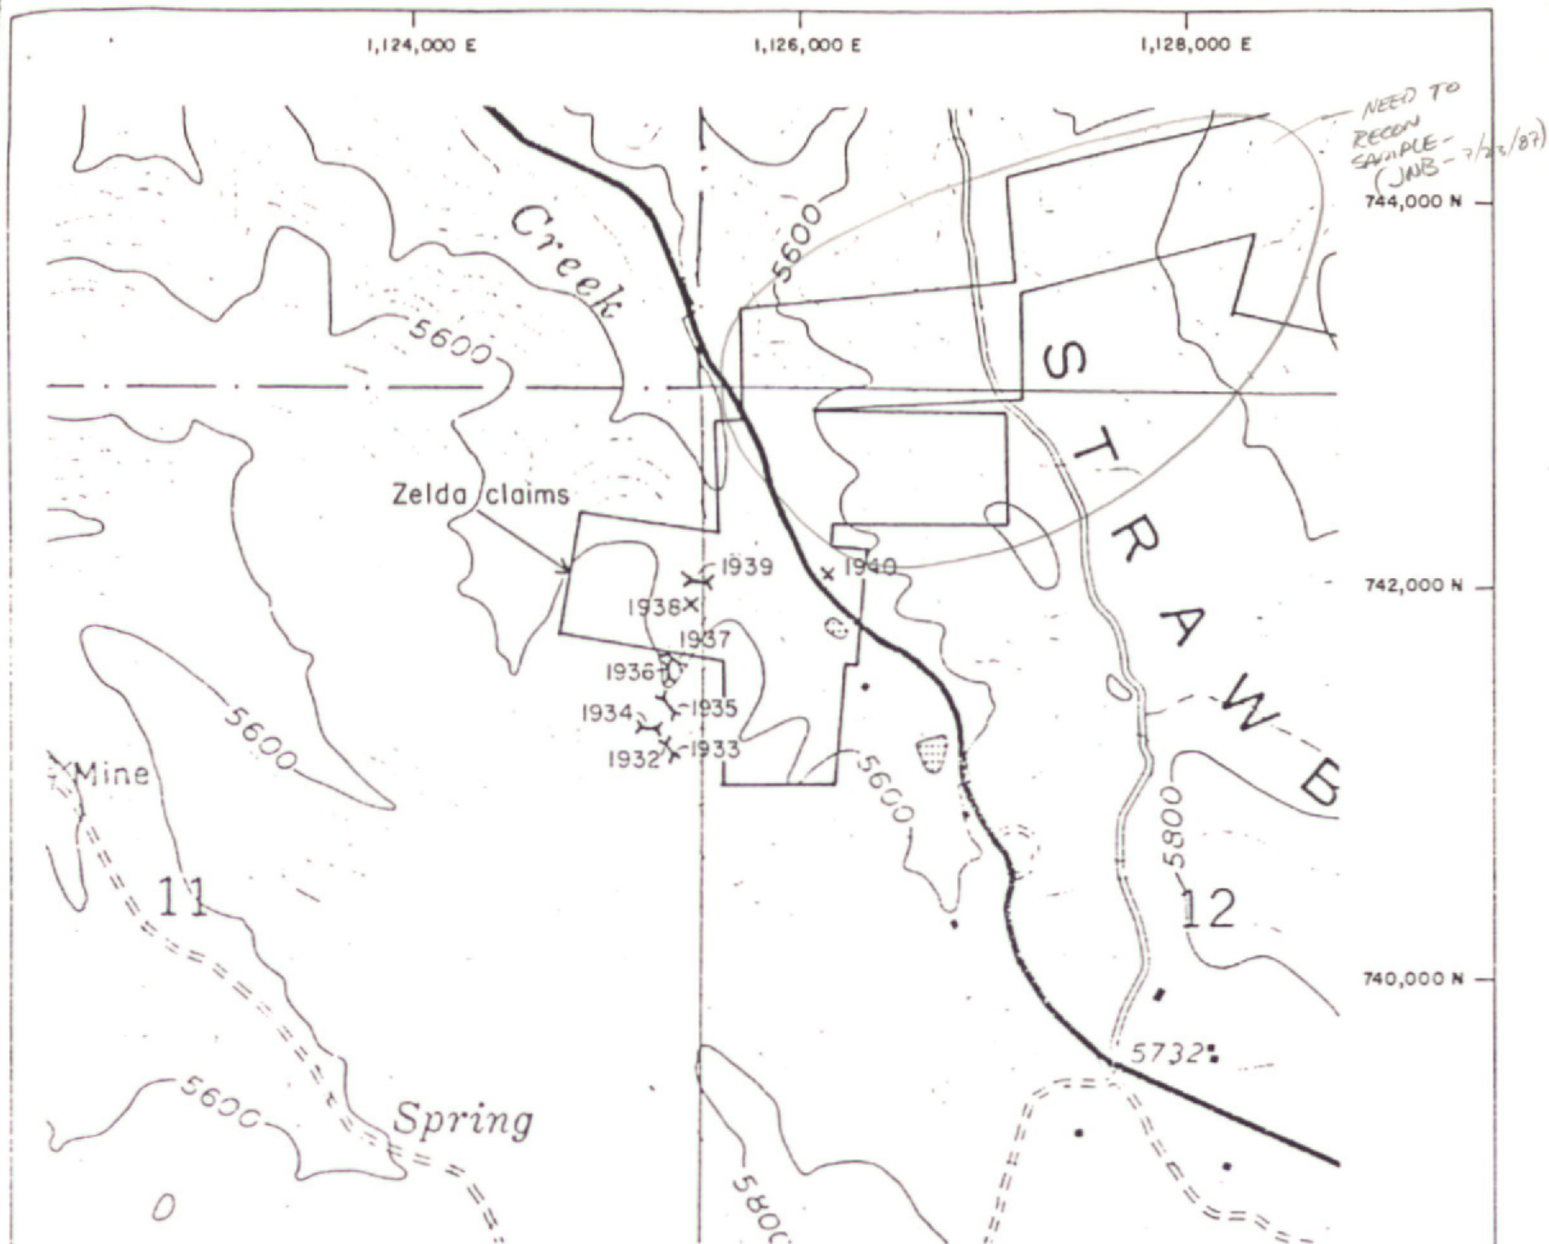 1,124,000 E
1,126,000 E
1,128,000 E
NEED TO
RECON
SAMPLE-
(JNB - 7/23/87)
744,000 N
Creek
5600
5600
S
T
R
A
W
B
Zelda claims
1939
1940
742,000 N
1938
1937
1936
1934
1935
1932
1933
5600
Mine
5600
5800
11
12
740,000 N
5732
5600
Spring
5800